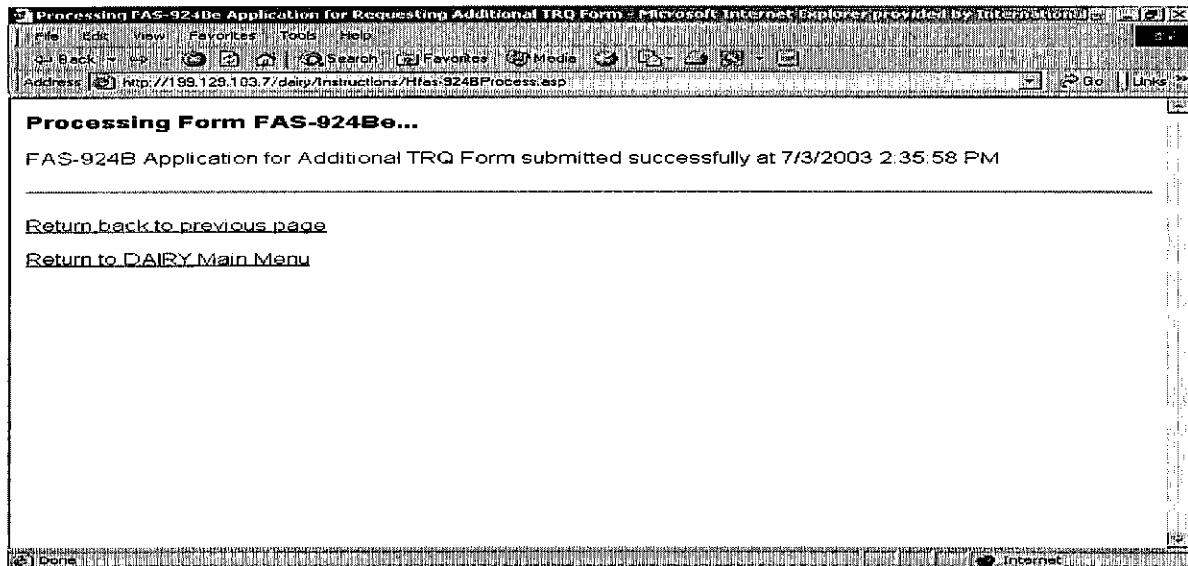 Processing FAS-924Be Application for Requesting Additional TRQ Form - Microsoft Internet Explorer provided by International
File Edit View Favorites Tools Help
Back Search Favorites Media
Address http://199.129.103.7/dairy/Instructions/Hfas-924BProcess.asp Go Links »
Processing Form FAS-924Be...
FAS-924B Application for Additional TRQ Form submitted successfully at 7/3/2003 2:35:58 PM
Return back to previous page
Return to DAIRY Main Menu
Done Internet